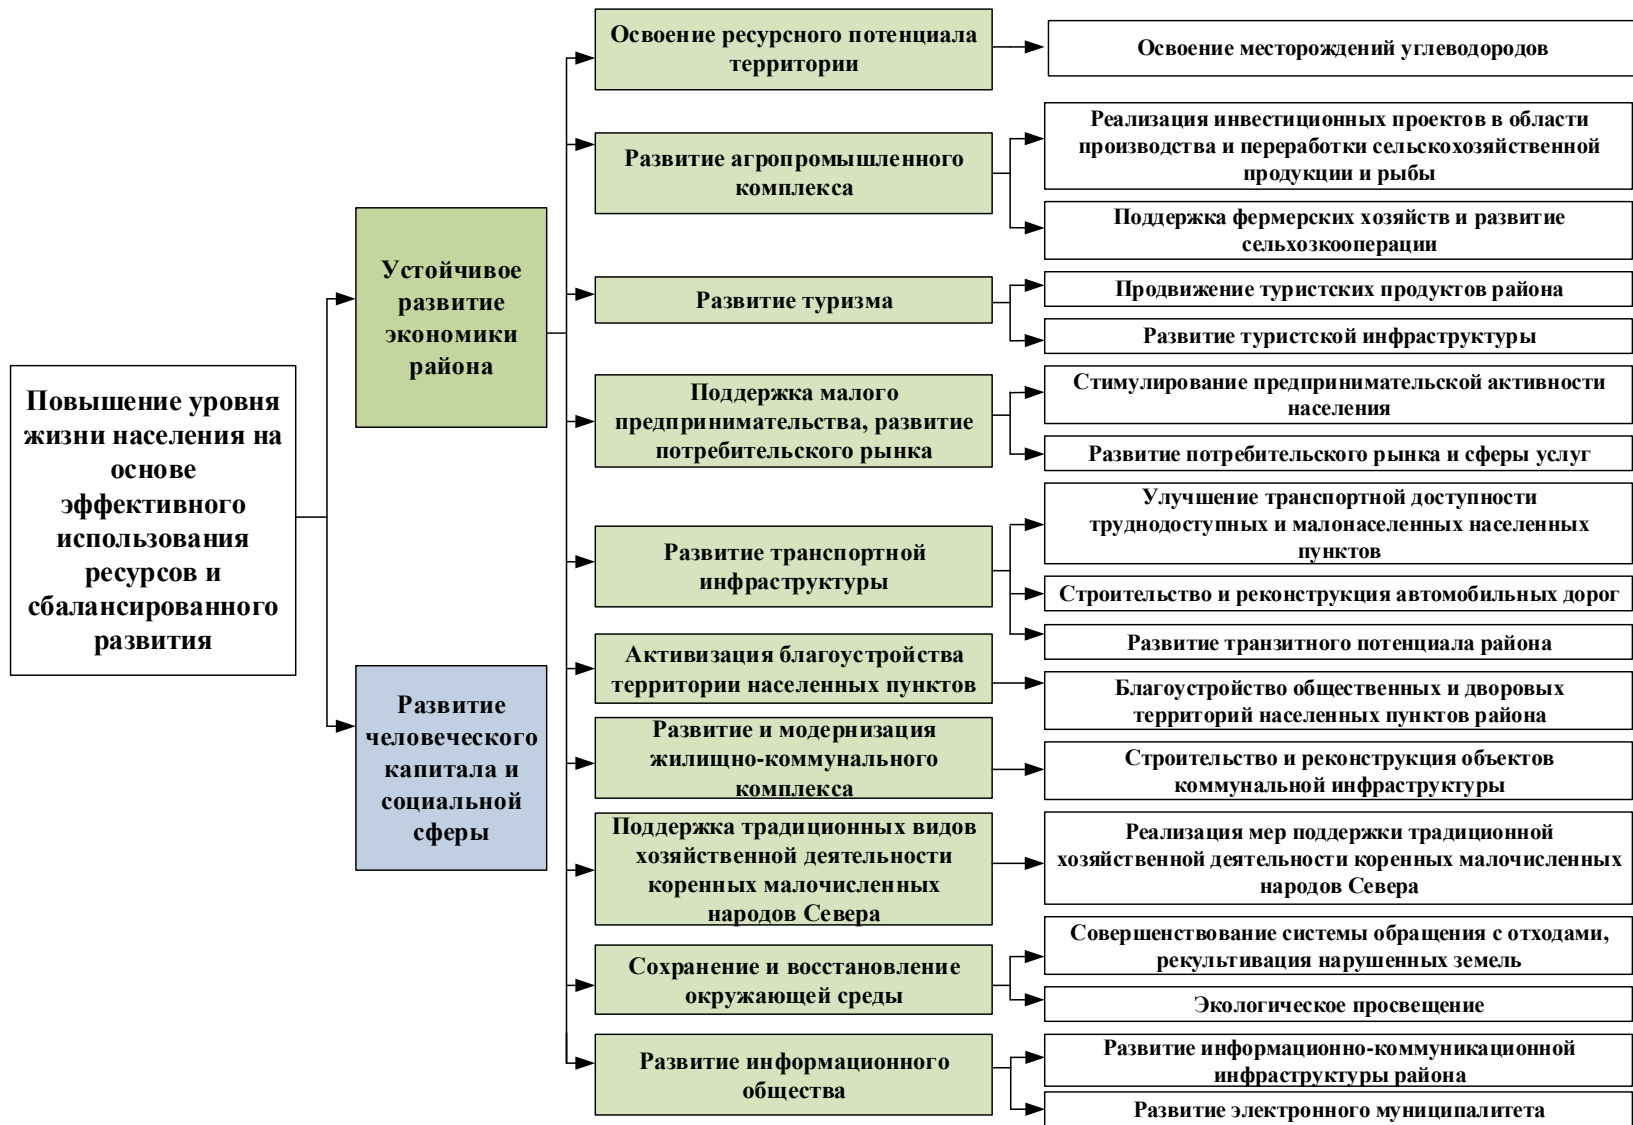 Повышение уровня
жизни населения на
основе
эффективного
использования
ресурсов и
сбалансированного
развития
Устойчивое
развитие
экономики
района
Развитие
человеческого
капитала и
социальной
сферы
Освоение ресурсного потенциала
территории
Освоение месторождений углеводородов
Развитие агропромышленного
комплекса
Реализация инвестиционных проектов в области
производства и переработки сельскохозяйственной
продукции и рыбы
Поддержка фермерских хозяйств и развитие
сельхозкооперации
Развитие туризма
Продвижение туристских продуктов района
Развитие туристской инфраструктуры
Поддержка малого
предпринимательства, развитие
потребительского рынка
Стимулирование предпринимательской активности
населения
Развитие потребительского рынка и сферы услуг
Развитие транспортной
инфраструктуры
Улучшение транспортной доступности
труднодоступных и малонаселенных населенных
пунктов
Строительство и реконструкция автомобильных дорог
Развитие транзитного потенциала района
Активизация благоустройства
территории населенных пунктов
Благоустройство общественных и дворовых
территорий населенных пунктов района
Развитие и модернизация
жилищно-коммунального
комплекса
Строительство и реконструкция объектов
коммунальной инфраструктуры
Поддержка традиционных видов
хозяйственной деятельности
коренных малочисленных
народов Севера
Реализация мер поддержки традиционной
хозяйственной деятельности коренных малочисленных
народов Севера
Сохранение и восстановление
окружающей среды
Совершенствование системы обращения с отходами,
рекультивация нарушенных земель
Экологическое просвещение
Развитие информационного
общества
Развитие информационно-коммуникационной
инфраструктуры района
Развитие электронного муниципалитета